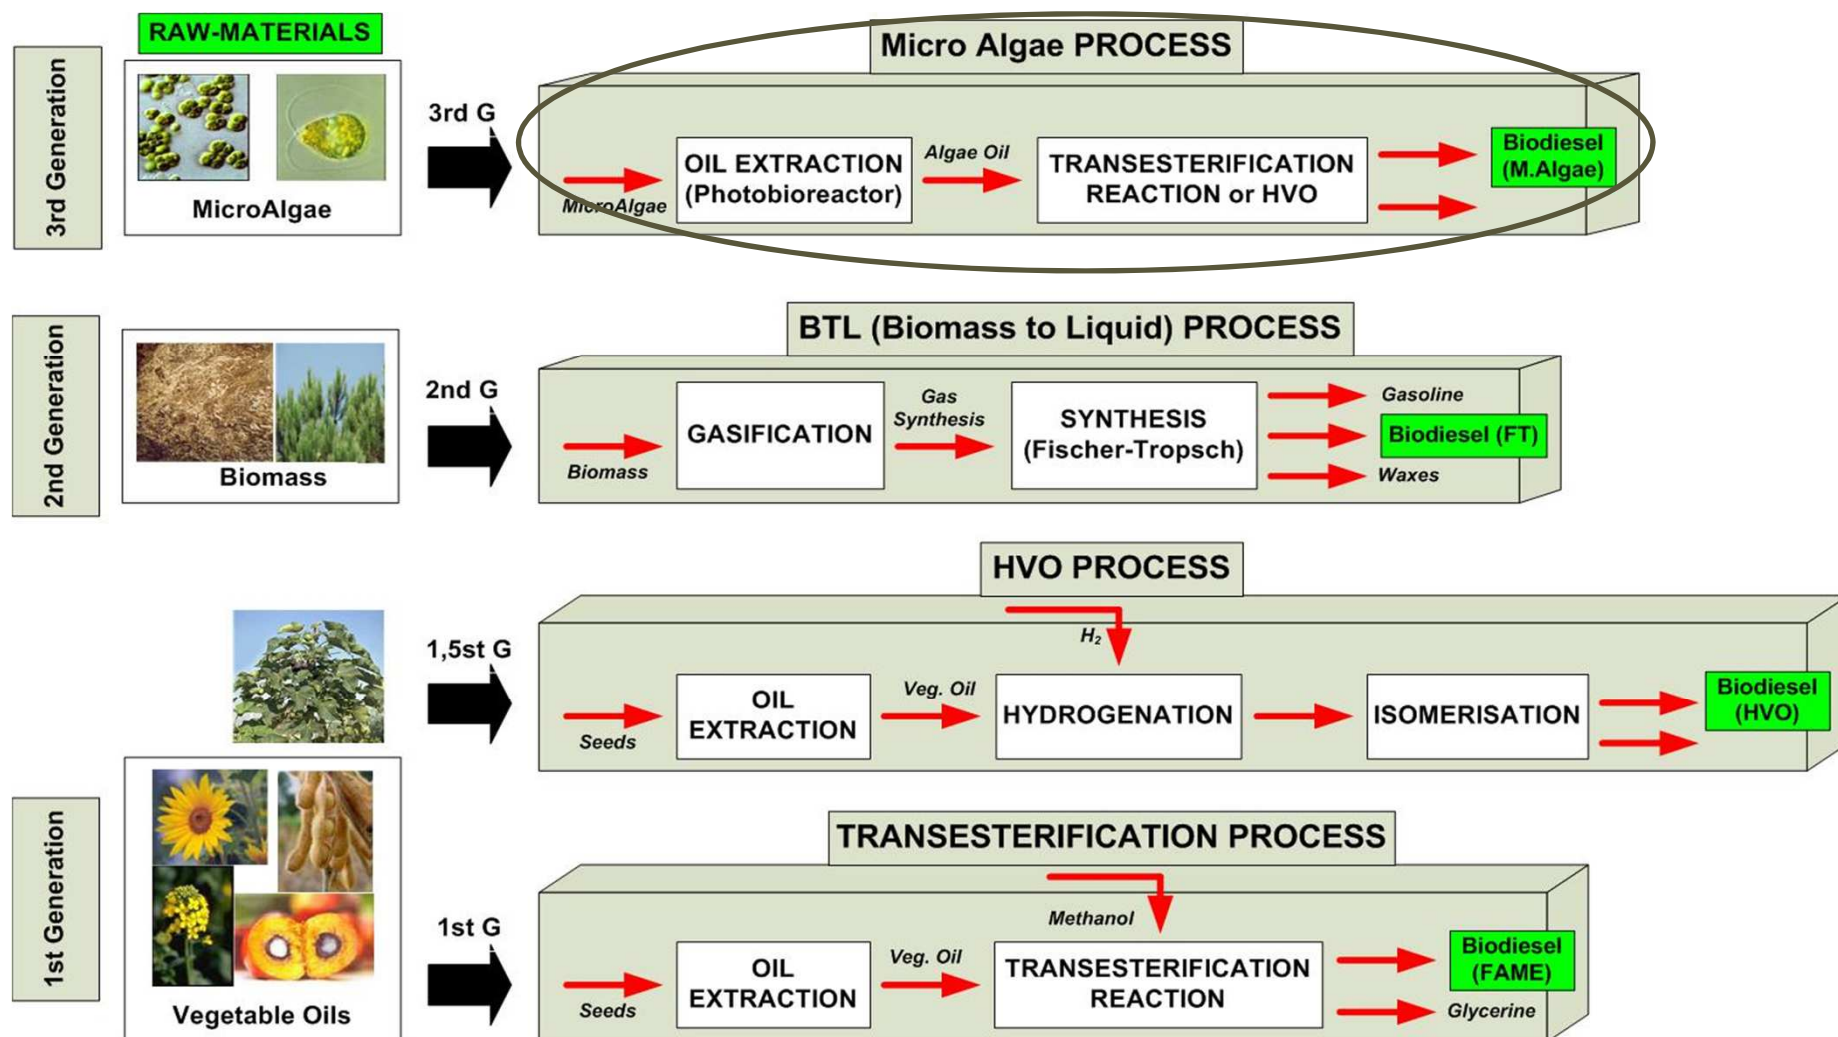 RAW-MATERIALS
3rd Generation
MicroAlgae
3rd G
Micro Algae PROCESS
MicroAlgae
OIL EXTRACTION
(Photobioreactor)
Algae Oil
TRANSESTERIFICATION
REACTION or HVO
Biodiesel
(M.Algae)
2nd Generation
Biomass
2nd G
BTL (Biomass to Liquid) PROCESS
Biomass
GASIFICATION
Gas
Synthesis
SYNTHESIS
(Fischer-Tropsch)
Gasoline
Biodiesel (FT)
Waxes
1,5st G
HVO PROCESS
Seeds
OIL
EXTRACTION
Veg. Oil
H₂
HYDROGENATION
ISOMERISATION
Biodiesel
(HVO)
1st Generation
Vegetable Oils
1st G
TRANSESTERIFICATION PROCESS
Seeds
OIL
EXTRACTION
Veg. Oil
Methanol
TRANSESTERIFICATION
REACTION
Biodiesel
(FAME)
Glycerine